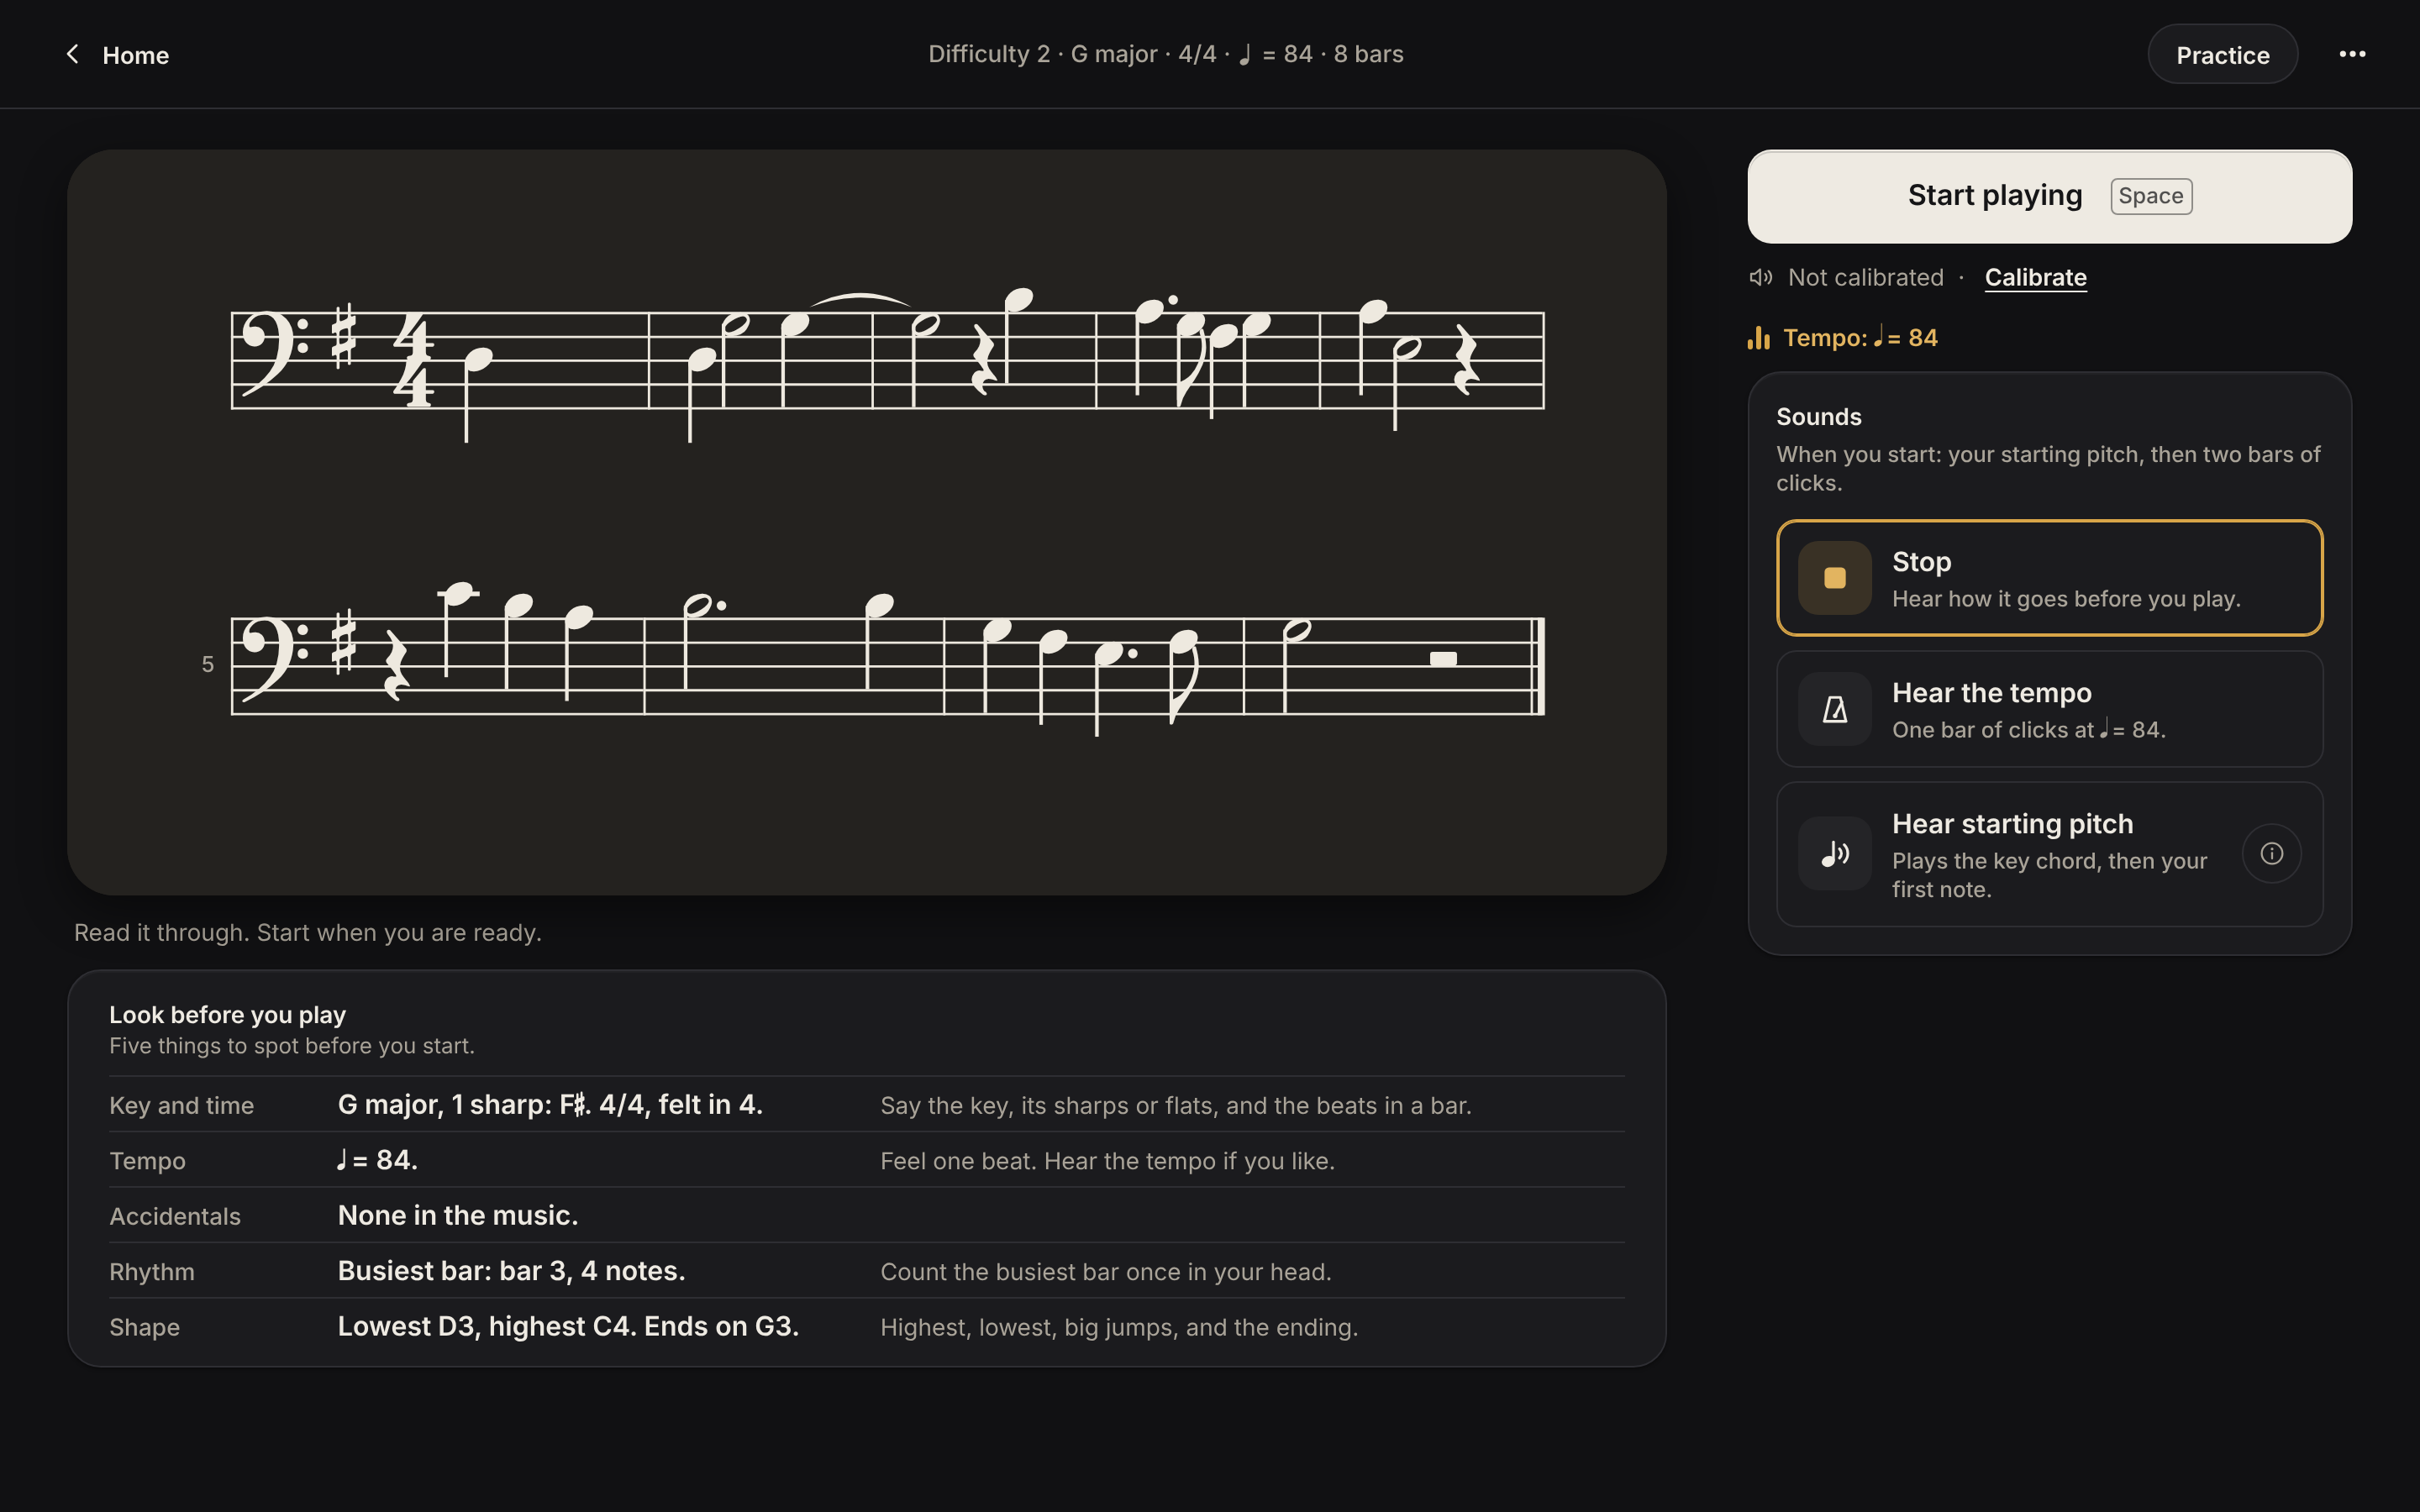 Home
Difficulty 2 · G major · 4/4 · ♩ = 84 · 8 bars
Practice
4
4
5
Read it through. Start when you are ready.
Look before you play
Five things to spot before you start.
Key and time G major, 1 sharp: F♯. 4/4, felt in 4. Say the key, its sharps or flats, and the beats in a bar.
Tempo ♩ = 84. Feel one beat. Hear the tempo if you like.
Accidentals None in the music.
Rhythm Busiest bar: bar 3, 4 notes. Count the busiest bar once in your head.
Shape Lowest D3, highest C4. Ends on G3. Highest, lowest, big jumps, and the ending.
Start playing Space
Not calibrated · Calibrate
Tempo: ♩ = 84
Sounds
When you start: your starting pitch, then two bars of
clicks.
Stop
Hear how it goes before you play.
Hear the tempo
One bar of clicks at ♩ = 84.
Hear starting pitch
Plays the key chord, then your
first note.